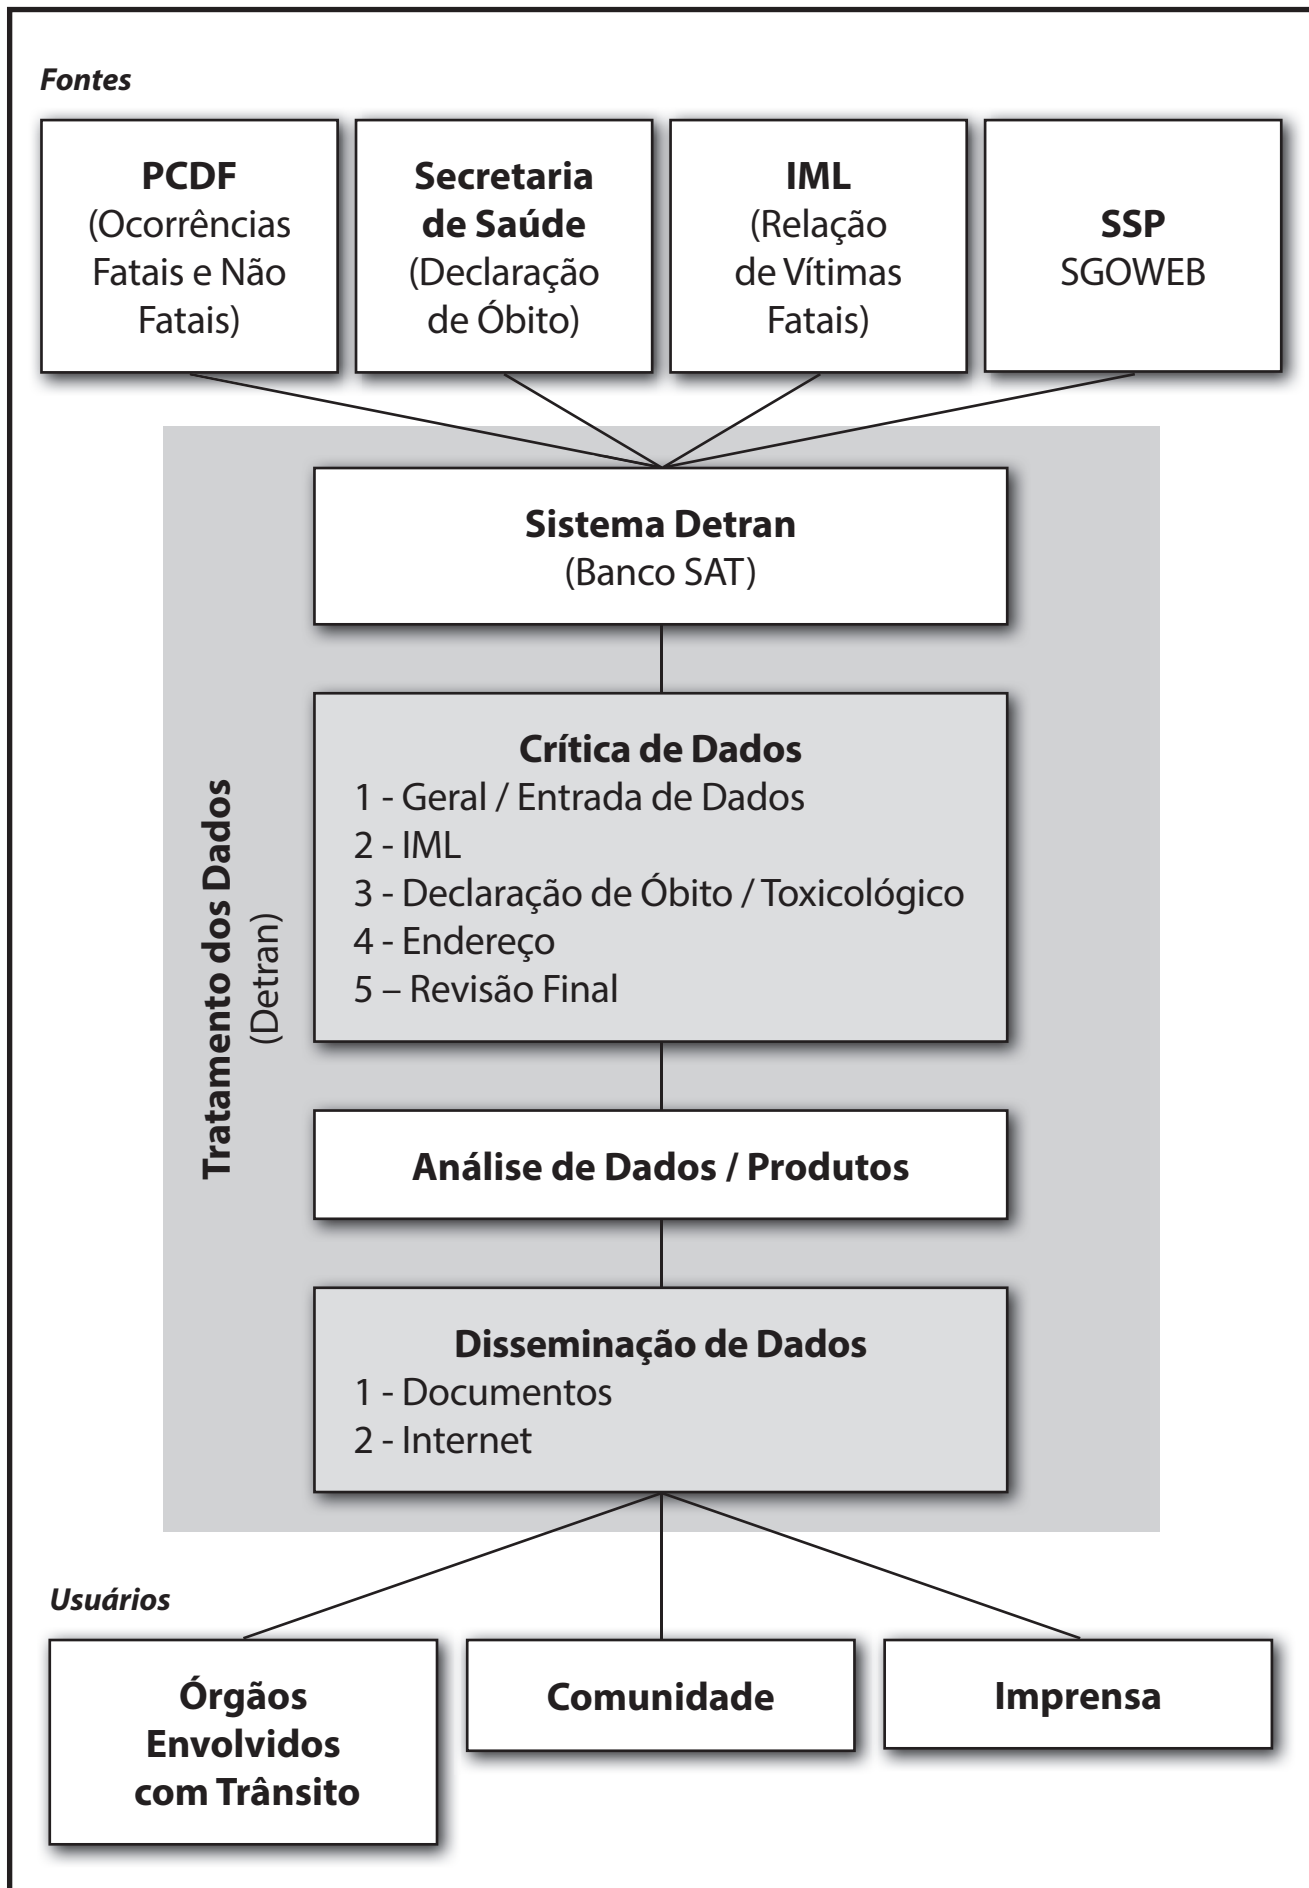 Fontes
PCDF
(Ocorrências
Fatais e Não
Fatais)
Secretaria
de Saúde
(Declaração
de Óbito)
IML
(Relação
de Vítimas
Fatais)
SSP
SGOWEB
Tratamento dos Dados
(Detran)
Sistema Detran
(Banco SAT)
Crítica de Dados
1 - Geral / Entrada de Dados
2 - IML
3 - Declaração de Óbito / Toxicológico
4 - Endereço
5 – Revisão Final
Análise de Dados / Produtos
Disseminação de Dados
1 - Documentos
2 - Internet
Usuários
Órgãos
Envolvidos
com Trânsito
Comunidade
Imprensa